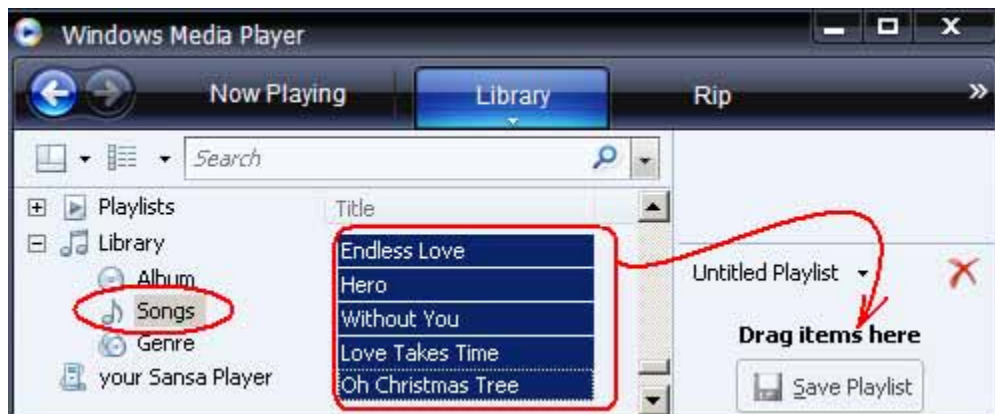 Windows Media Player
Now Playing Library Rip »
Search
Playlists
Library
Album
Songs
Genre
your Sansa Player
Title
Endless Love
Hero
Without You
Love Takes Time
Oh Christmas Tree
Untitled Playlist
Drag items here
Save Playlist